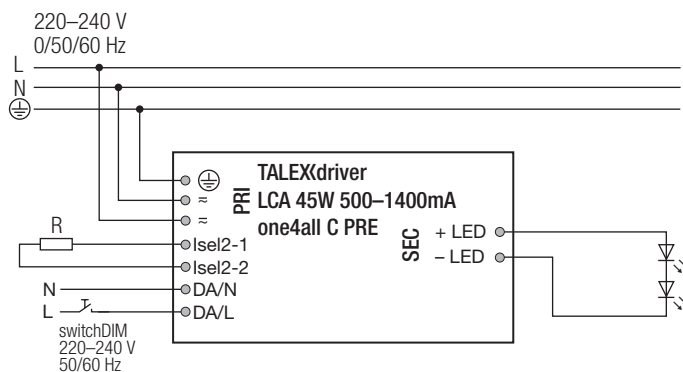 220–240 V
0/50/60 Hz
L
N
TALEXXdriver
LCA 45W 500–1400mA
one4all C PRE
PRI
≈
≈
SEC
+ LED
– LED
R
Isel2-1
Isel2-2
N
DA/N
L
DA/L
switchDIM
220–240 V
50/60 Hz